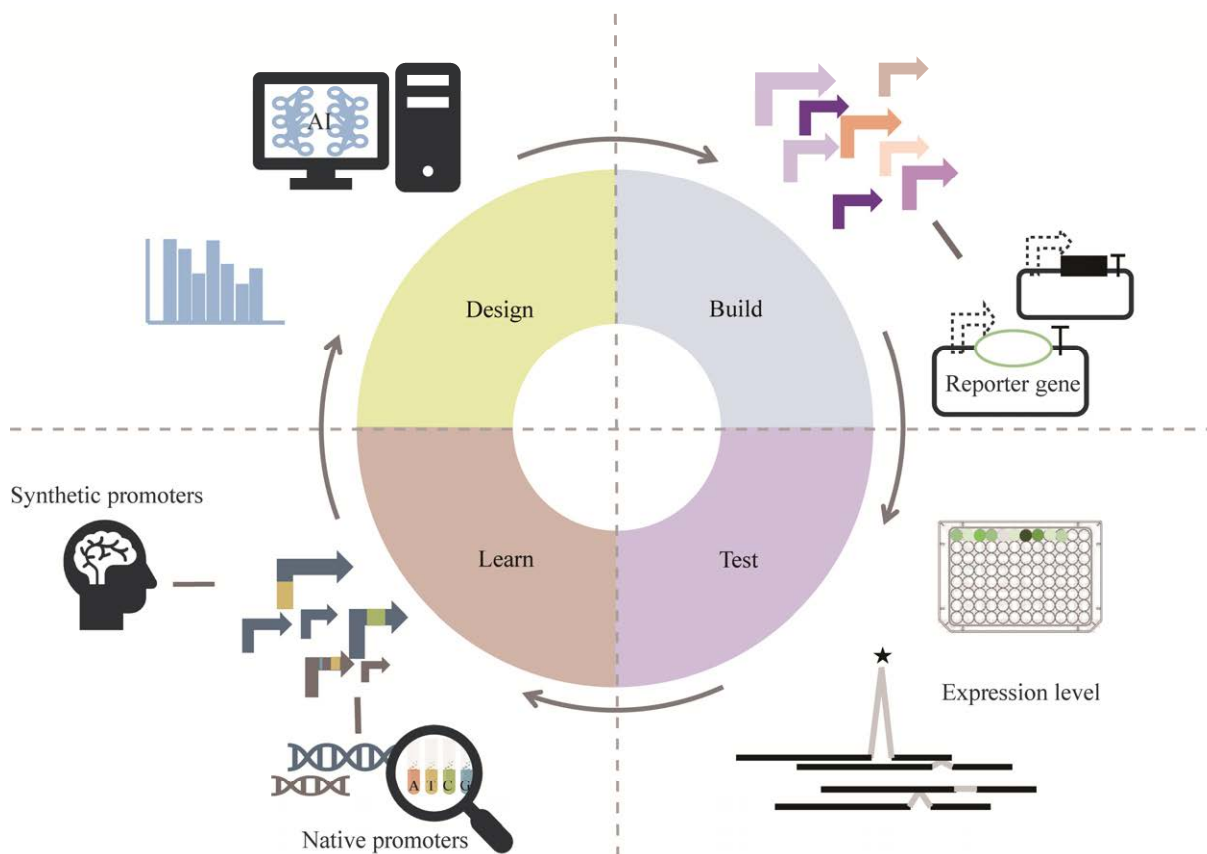 AI
Design
Build
Reporter gene
Synthetic promoters
Learn
Test
Expression level
A T C G
Native promoters